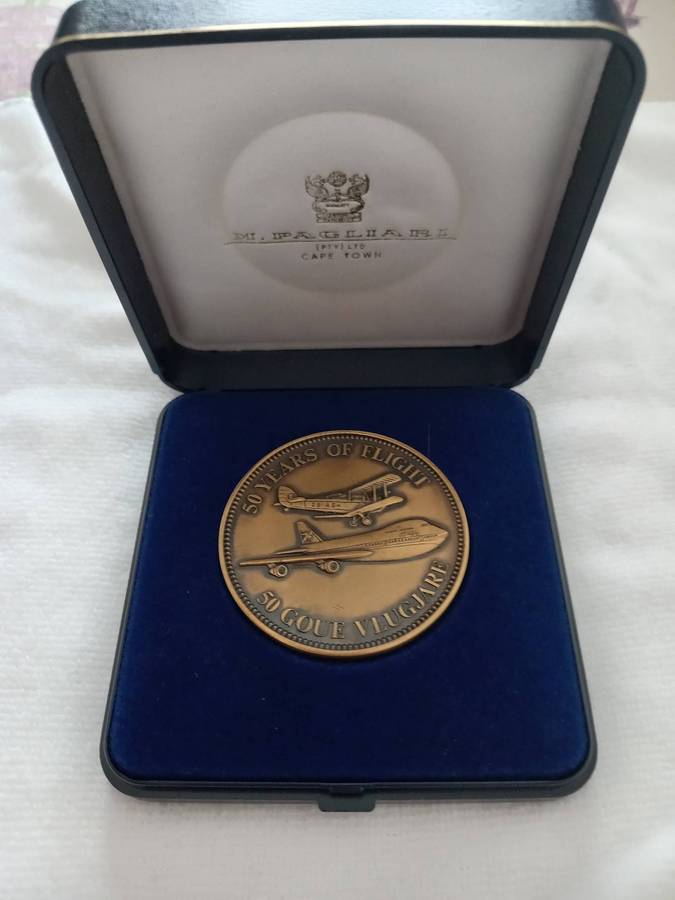 M. PAGLIARI
(PTY) LTD
CAPE TOWN
50 YEARS OF FLIGHT
50 GOUE VLUGJARE